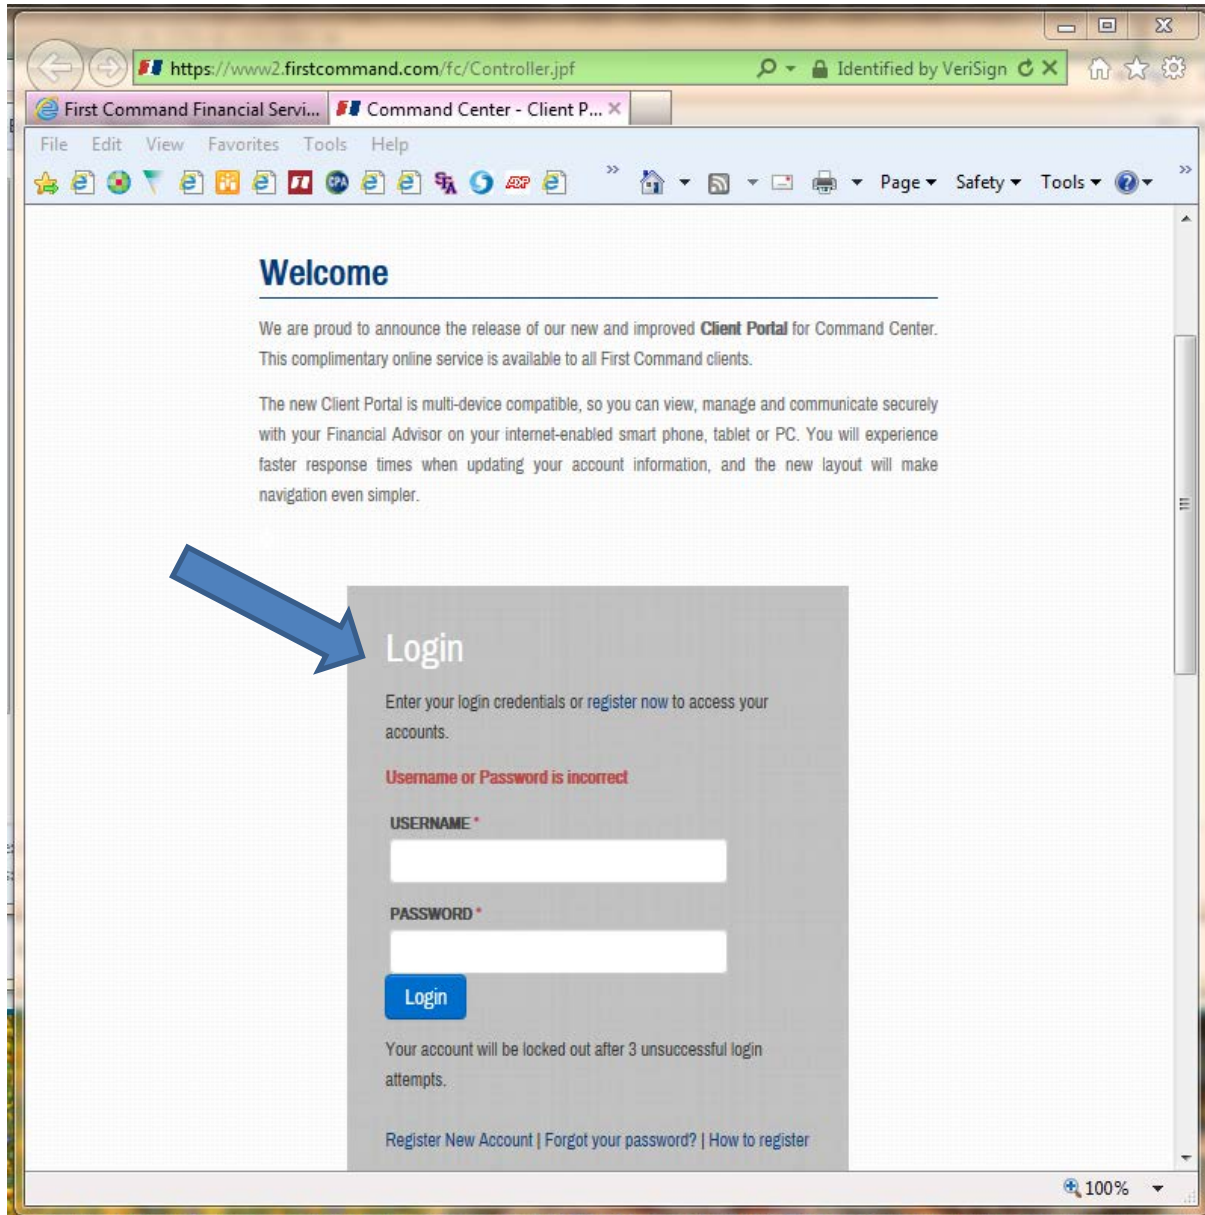 https://www2.firstcommand.com/fc/Controller.jpf Identified by VeriSign
First Command Financial Servi... Command Center - Client P...
File Edit View Favorites Tools Help
CPA ADP Page Safety Tools
Welcome
We are proud to announce the release of our new and improved Client Portal for Command Center.
This complimentary online service is available to all First Command clients.
The new Client Portal is multi-device compatible, so you can view, manage and communicate securely
with your Financial Advisor on your internet-enabled smart phone, tablet or PC. You will experience
faster response times when updating your account information, and the new layout will make
navigation even simpler.
Login
Enter your login credentials or register now to access your
accounts.
Username or Password is incorrect
USERNAME *
PASSWORD *
Login
Your account will be locked out after 3 unsuccessful login
attempts.
Register New Account | Forgot your password? | How to register
100%